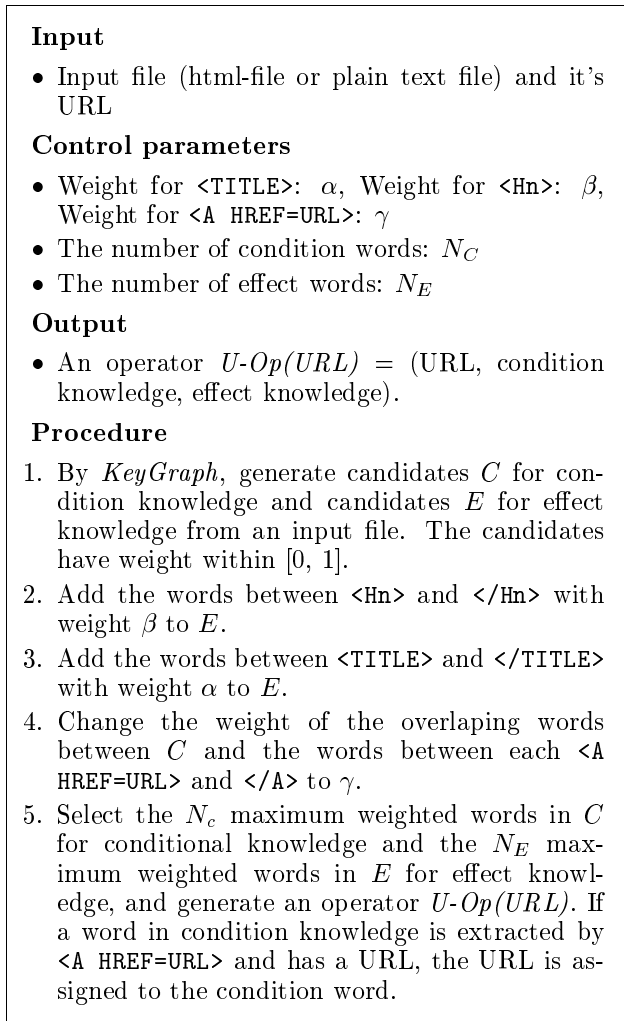 Input
• Input file (html-file or plain text file) and it's
URL
Control parameters
• Weight for <TITLE>: α, Weight for <Hn>: β,
Weight for <A HREF=URL>: γ
• The number of condition words: N_C
• The number of effect words: N_E
Output
• An operator U-Op(URL) = (URL, condition
knowledge, effect knowledge).
Procedure
1. By KeyGraph, generate candidates C for con-
dition knowledge and candidates E for effect
knowledge from an input file. The candidates
have weight within [0, 1].
2. Add the words between <Hn> and </Hn> with
weight β to E.
3. Add the words between <TITLE> and </TITLE>
with weight α to E.
4. Change the weight of the overlaping words
between C and the words between each <A
HREF=URL> and </A> to γ.
5. Select the N_c maximum weighted words in C
for conditional knowledge and the N_E max-
imum weighted words in E for effect knowl-
edge, and generate an operator U-Op(URL). If
a word in condition knowledge is extracted by
<A HREF=URL> and has a URL, the URL is as-
signed to the condition word.